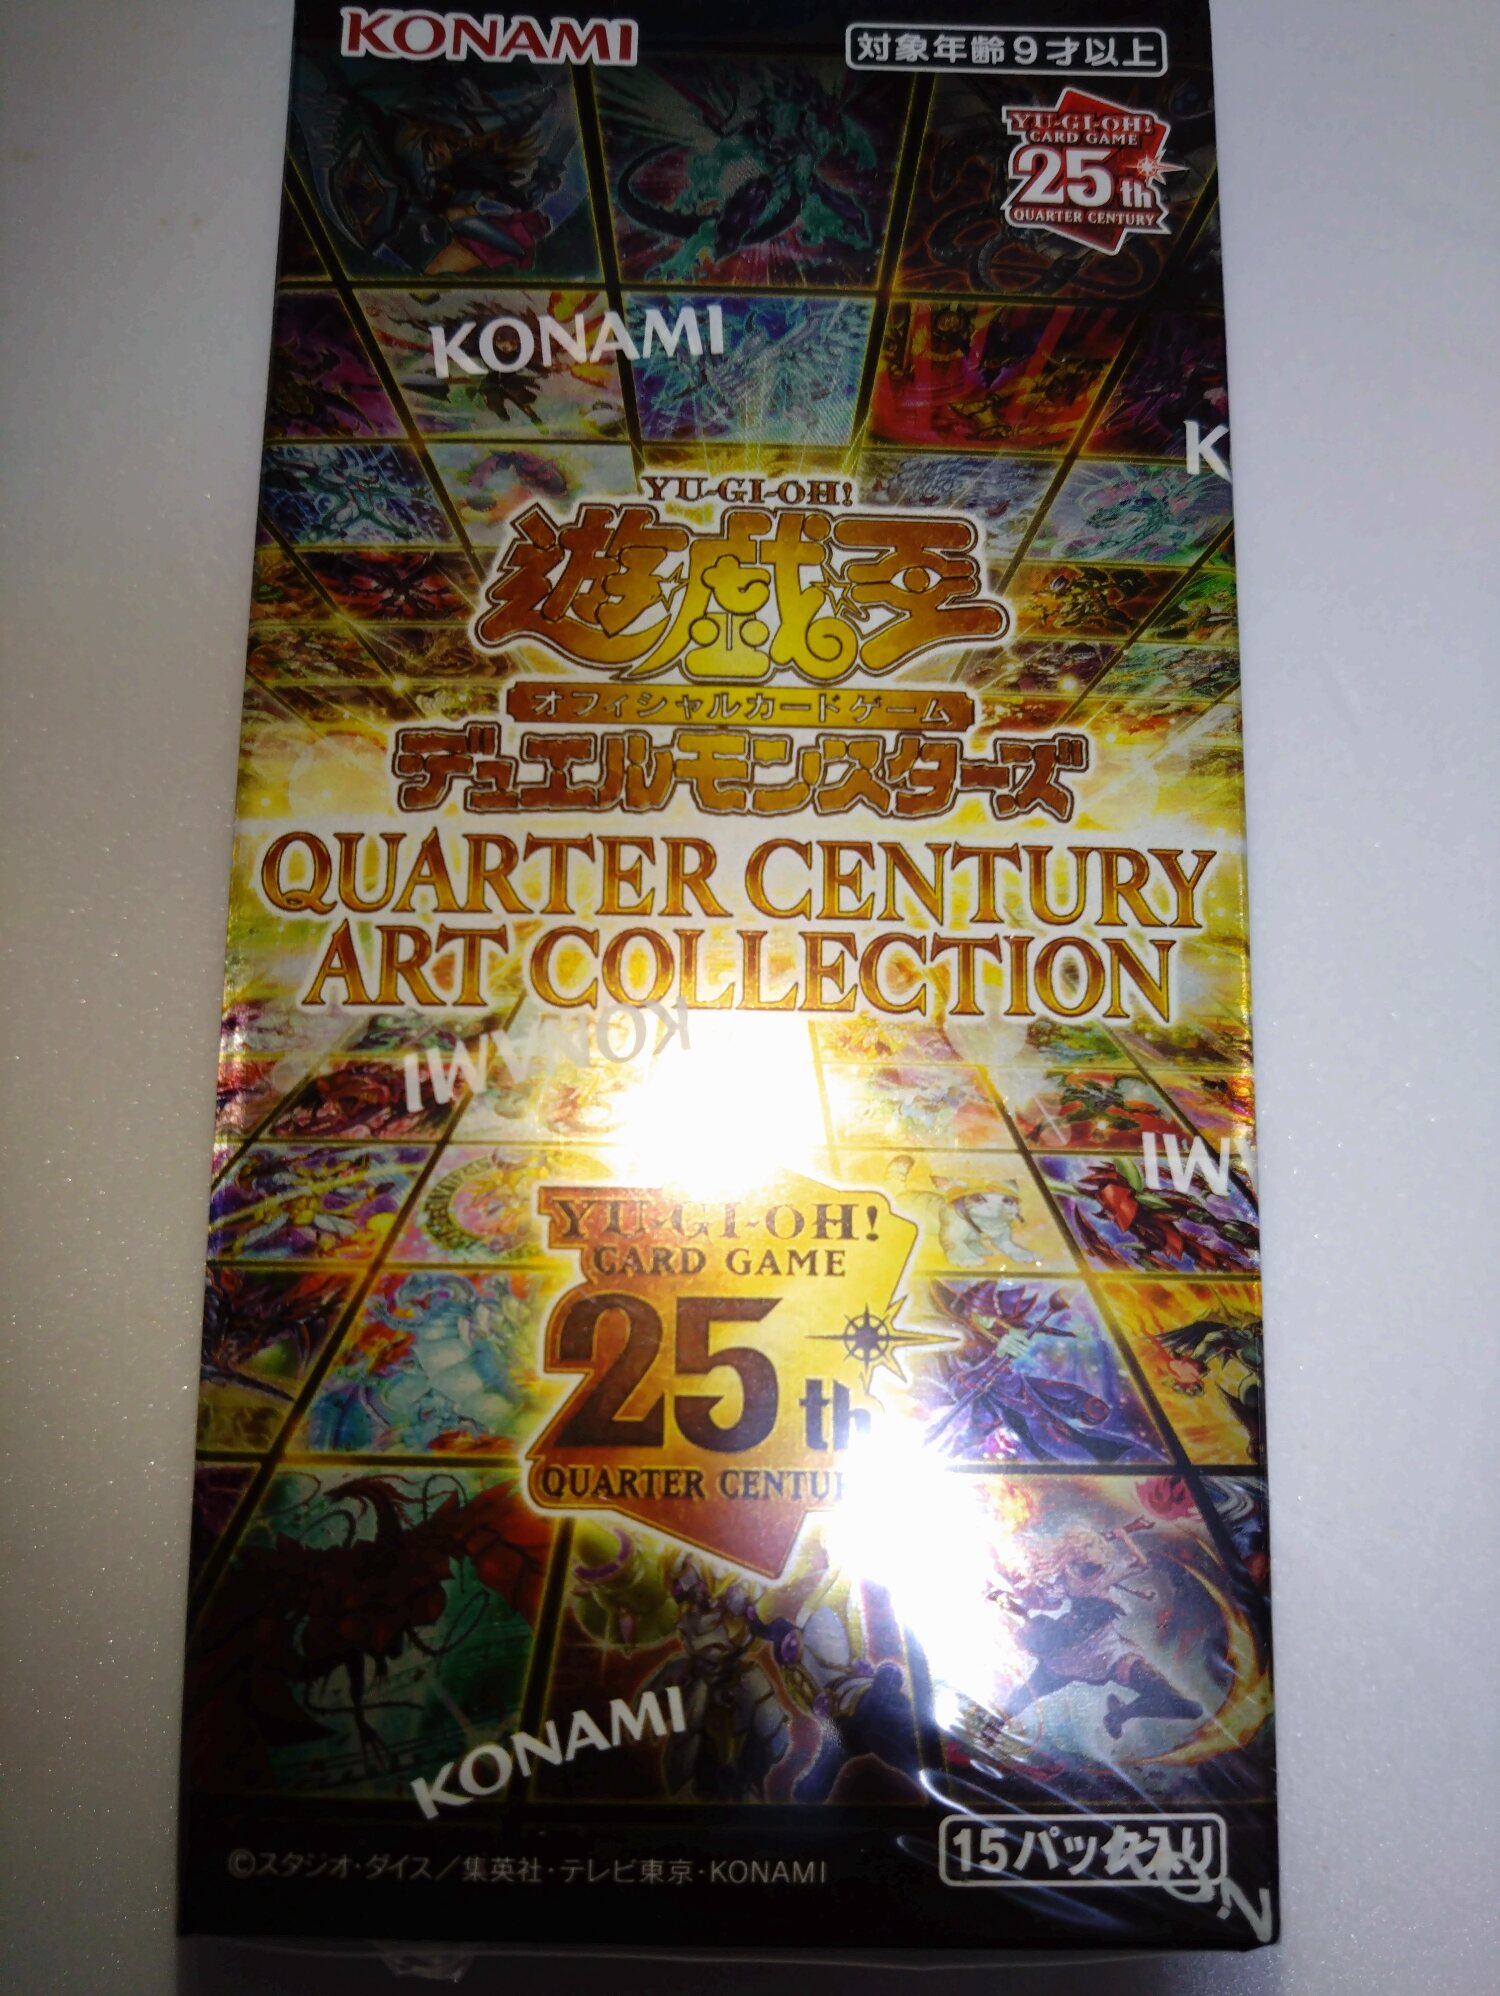 KONAMI
対象年齢9才以上
YU-GI-OH!
CARD GAME
25th
QUARTER CENTURY
KONAMI
K
YU-GI-OH!
遊戯王
オフィシャルカードゲーム
デュエルモンスターズ
QUARTER CENTURY
ART COLLECTION
KONAMI
MI
YU-GI-OH!
CARD GAME
25th
QUARTER CENTU
KONAMI
©スタジオ・ダイス/集英社・テレビ東京・KONAMI
15パック入り